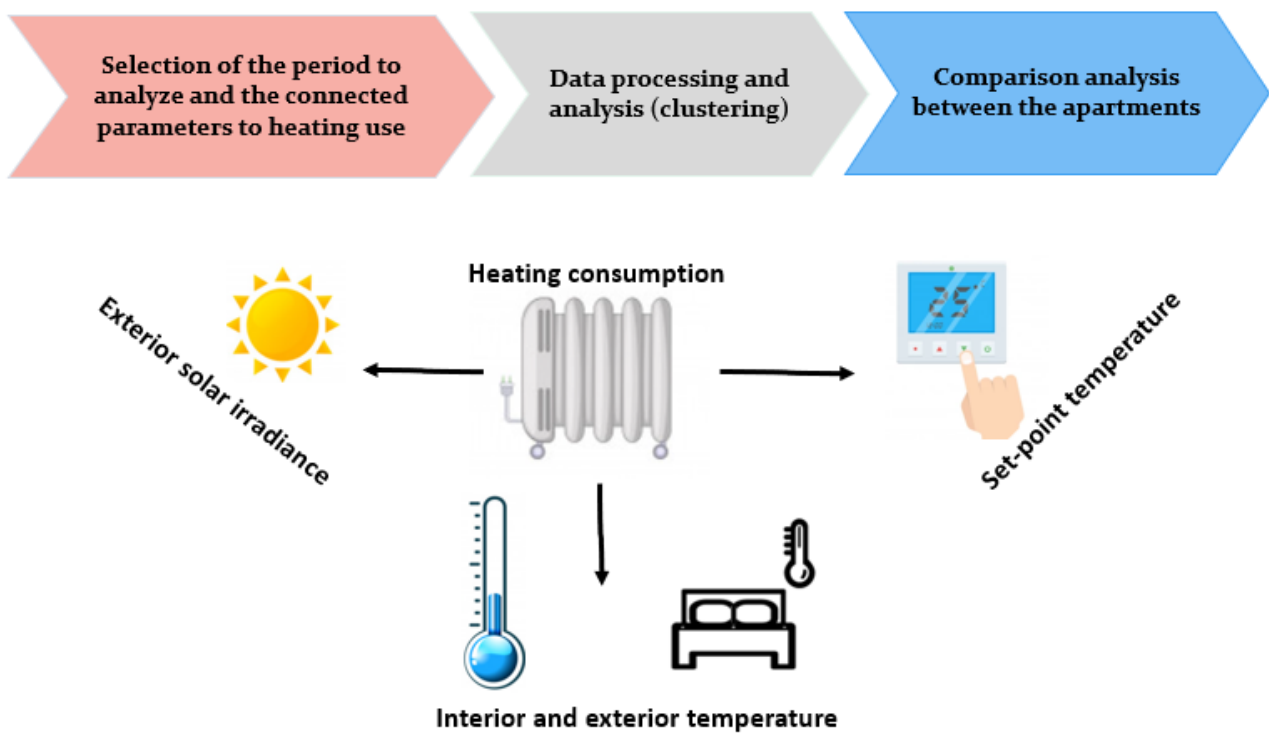 Selection of the period to
analyze and the connected
parameters to heating use
Data processing and
analysis (clustering)
Comparison analysis
between the apartments
Heating consumption
Exterior solar irradiance
25°
Set-point temperature
Interior and exterior temperature